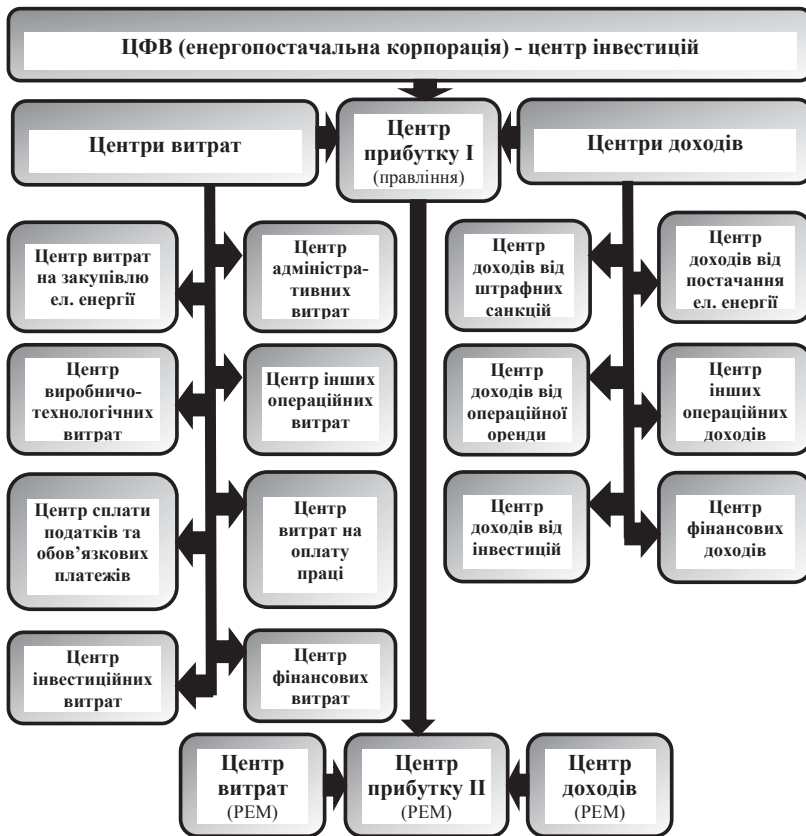 ЦФВ (енергопостачальна корпорація) - центр інвестицій
Центри витрат
Центр
прибутку I
(правління)
Центри доходів
Центр витрат
на закупівлю
ел. енергії
Центр
адміністра-
тивних
витрат
Центр
доходів від
штрафних
санкцій
Центр
доходів від
постачання
ел. енергії
Центр
виробничо-
технологічних
витрат
Центр інших
операційних
витрат
Центр
доходів від
операційної
оренди
Центр
інших
операційних
доходів
Центр сплати
податків та
обов’язкових
платежів
Центр
витрат на
оплату
праці
Центр
доходів від
інвестицій
Центр
фінансових
доходів
Центр
інвестиційних
витрат
Центр
фінансових
витрат
Центр
витрат
(РЕМ)
Центр
прибутку II
(РЕМ)
Центр
доходів
(РЕМ)